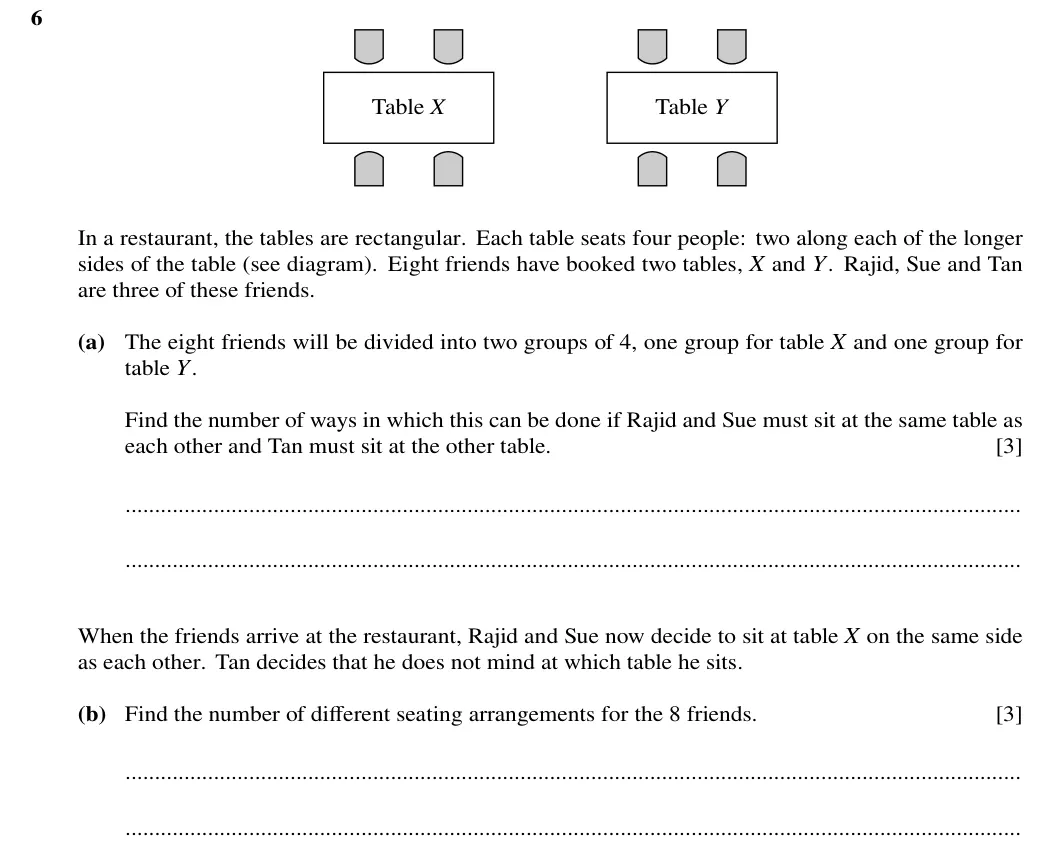 6
Table X
Table Y
In a restaurant, the tables are rectangular. Each table seats four people: two along each of the longer
sides of the table (see diagram). Eight friends have booked two tables, X and Y. Rajid, Sue and Tan
are three of these friends.
(a) The eight friends will be divided into two groups of 4, one group for table X and one group for
table Y.
Find the number of ways in which this can be done if Rajid and Sue must sit at the same table as
each other and Tan must sit at the other table. [3]
When the friends arrive at the restaurant, Rajid and Sue now decide to sit at table X on the same side
as each other. Tan decides that he does not mind at which table he sits.
(b) Find the number of different seating arrangements for the 8 friends. [3]